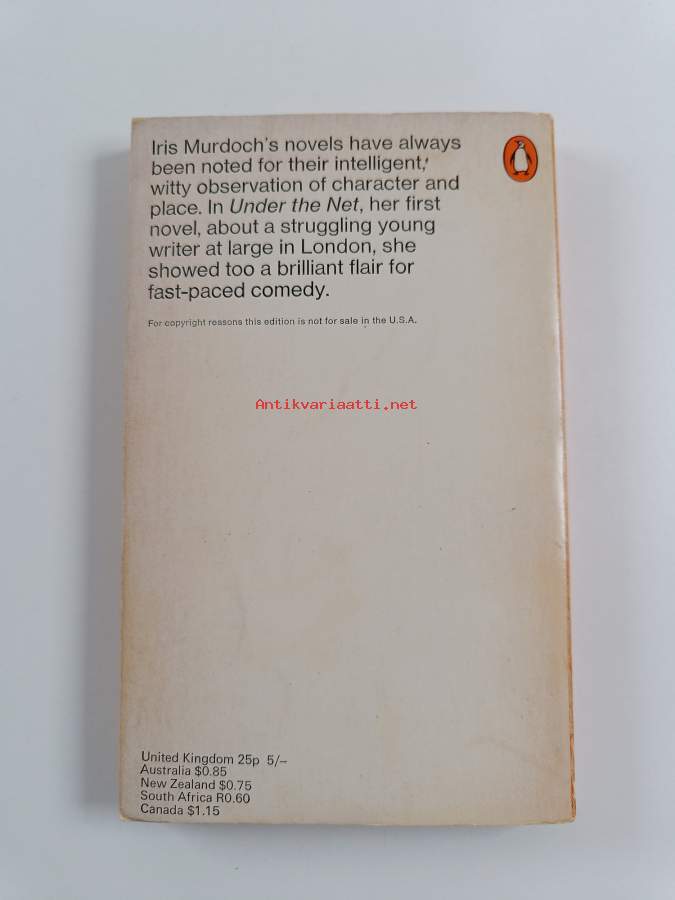 Iris Murdoch's novels have always
been noted for their intelligent,
witty observation of character and
place. In Under the Net, her first
novel, about a struggling young
writer at large in London, she
showed too a brilliant flair for
fast-paced comedy.
For copyright reasons this edition is not for sale in the U.S.A.
Antikvariaatti.net
United Kingdom 25p 5/–
Australia $0.85
New Zealand $0.75
South Africa R0.60
Canada $1.15